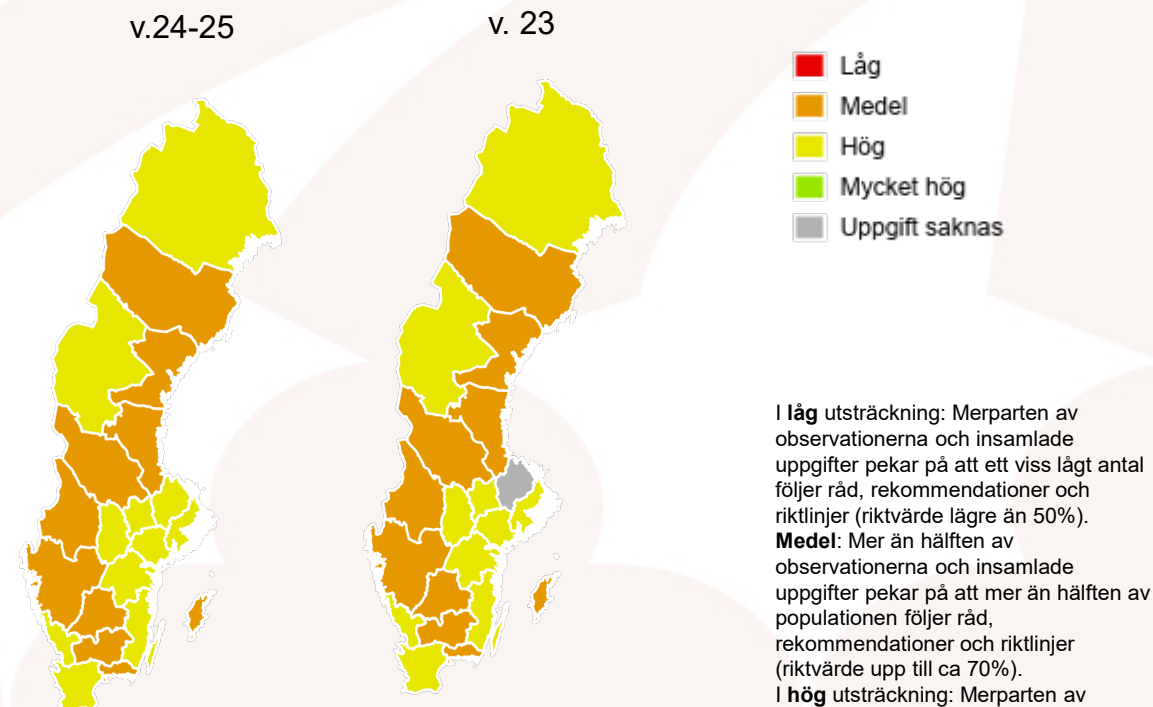 v.24-25
v. 23
Låg
Medel
Hög
Mycket hög
Uppgift saknas
I låg utsträckning: Merparten av
observationerna och insamlade
uppgifter pekar på att ett viss lågt antal
följer råd, rekommendationer och
riktlinjer (riktvärde lägre än 50%).
Medel: Mer än hälften av
observationerna och insamlade
uppgifter pekar på att mer än hälften av
populationen följer råd,
rekommendationer och riktlinjer
(riktvärde upp till ca 70%).
I hög utsträckning: Merparten av